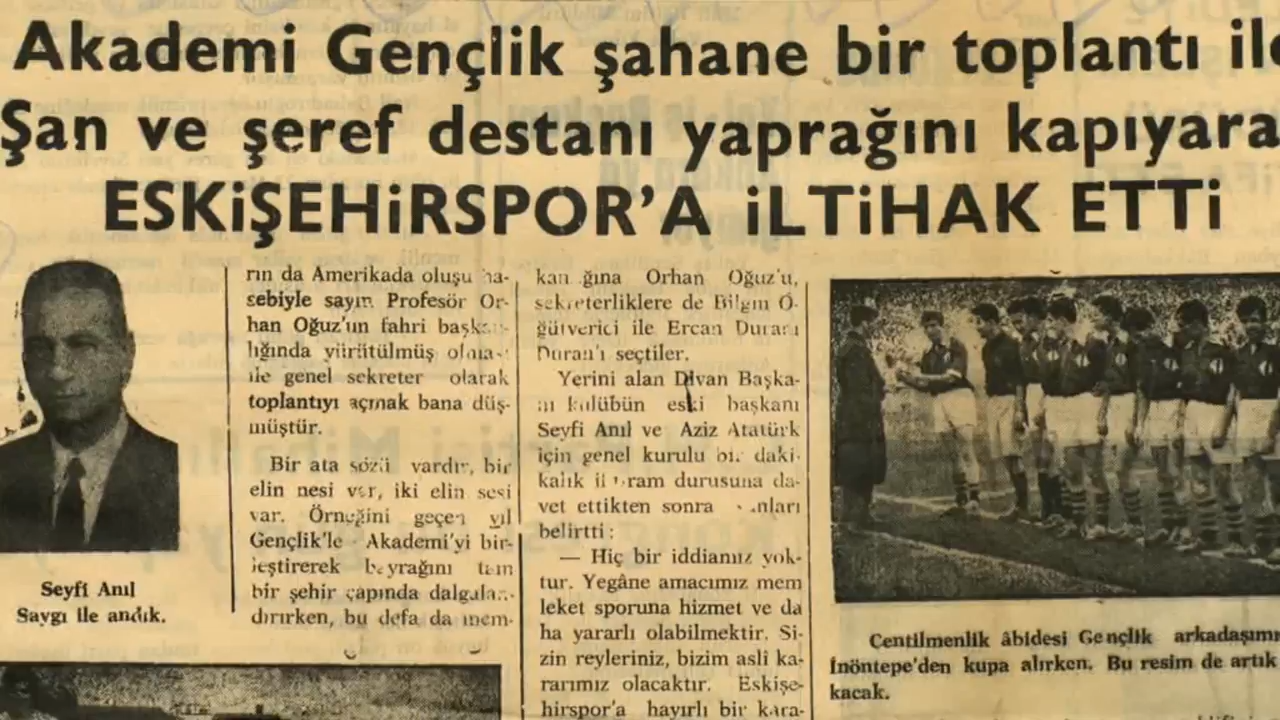 Akademi Gençlik şahane bir toplantı ile
Şan ve şeref destanı yaprağını kapıyara
ESKİŞEHİRSPOR'A İLTİHAK ETTİ
Seyfi Anıl
Saygı ile andık.
rın da Amerikada oluşu ha-
sebiyle sayın Profesör Or-
han Oğuz'un fahri başkan-
lığında yürütülmüş olma-
ile genel sekreter olarak
toplantıyı açmak bana düş-
müştür.
Bir ata sözü vardır, bir
elin nesi var, iki elin sesi
var. Örneğini geçen yıl
Gençlik'le Akademi'yi bir-
leştirerek bayrağını tam
bir şehir çapında dalgalan-
dırırken, bu defa da mem-
kan ğına Orhan Oğuz'u,
sekreterliklere de Bilgin Ö-
ğütverici ile Ercan Duran
Duran'ı seçtiler.
Yerini alan Divan Başka-
nı kulübün eski başkanı
Seyfi Anıl ve Aziz Atatürk
için genel kurulu bir daki-
kalık ihtiram durusuna da-
vet ettikten sonra şunları
belirtti :
— Hiç bir iddiamız yok-
tur. Yegâne amacımız mem
leket sporuna hizmet ve da
ha yararlı olabilmektir. Si-
zin reyleriniz, bizim asli ka-
rarımız olacaktır. Eskişe-
hirspor'a hayırlı bir kara-
Centilmenlik âbidesi Gençlik arkadaşımı
İnöntepe'den kupa alırken. Bu resim de artık
kacak.